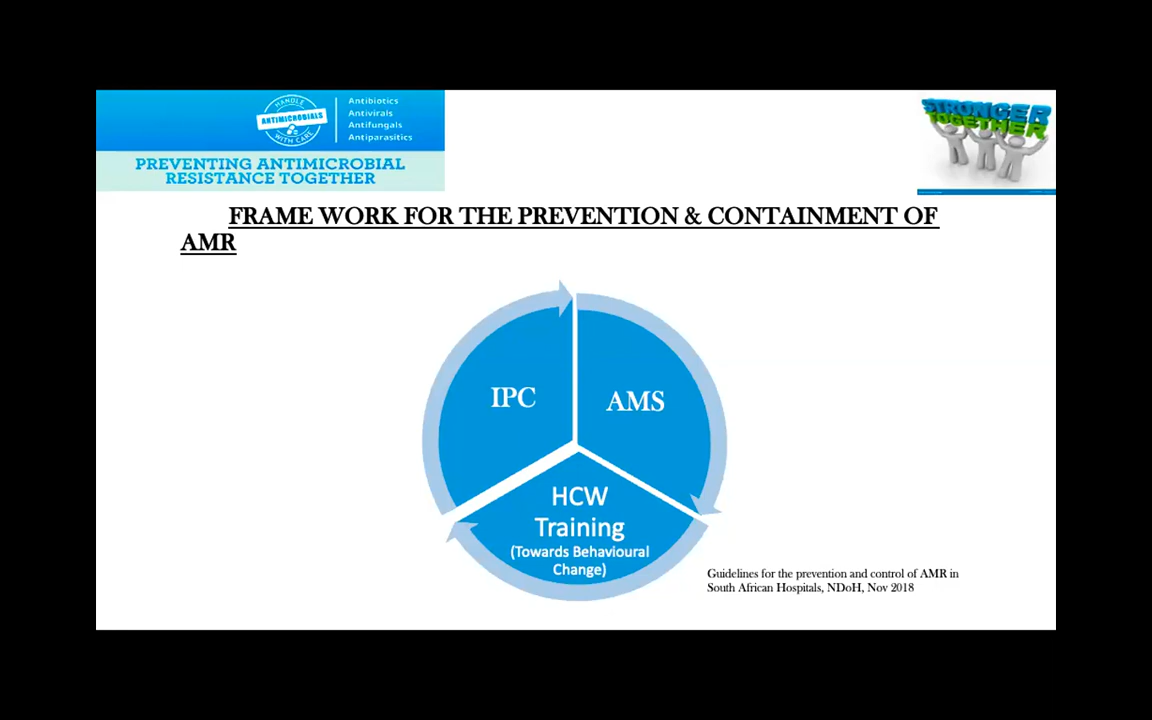 HANDLE
ANTIMICROBIALS
WITH CARE
Antibiotics
Antivirals
Antifungals
Antiparasitics
PREVENTING ANTIMICROBIAL
RESISTANCE TOGETHER
STRONGER
TOGETHER
FRAME WORK FOR THE PREVENTION & CONTAINMENT OF
AMR
IPC
AMS
HCW
Training
(Towards Behavioural
Change)
Guidelines for the prevention and control of AMR in
South African Hospitals, NDoH, Nov 2018